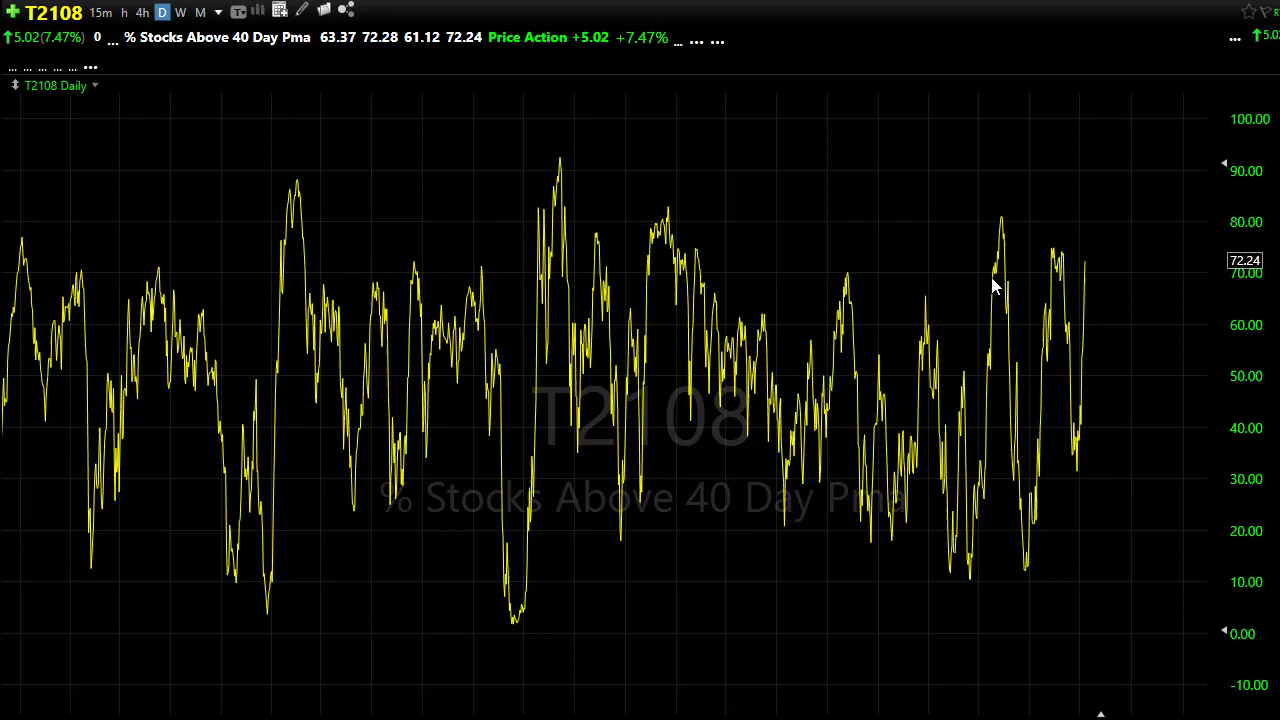 T2108 15m h 4h D W M T
5.02(7.47%) 0 ... % Stocks Above 40 Day Pma 63.37 72.28 61.12 72.24 Price Action +5.02 +7.47% ... ... ... ... 5.02
... ... ... ... ... ...
T2108 Daily
100.00
90.00
80.00
72.24
70.00
60.00
50.00
T2108
40.00
% Stocks Above 40 Day Pma
30.00
20.00
10.00
0.00
-10.00